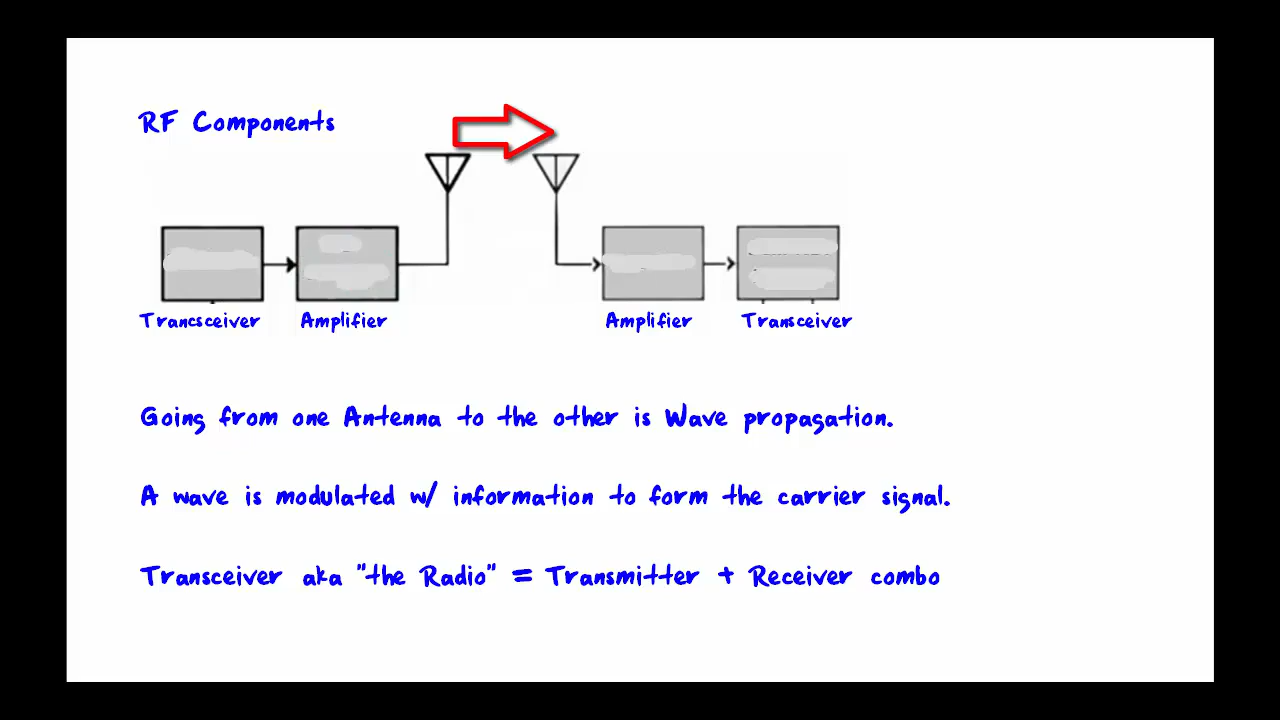 RF Components
Trancsceiver Amplifier Amplifier Transceiver
Going from one Antenna to the other is Wave propagation.
A wave is modulated w/ information to form the carrier signal.
Transceiver aka "the Radio" = Transmitter + Receiver combo